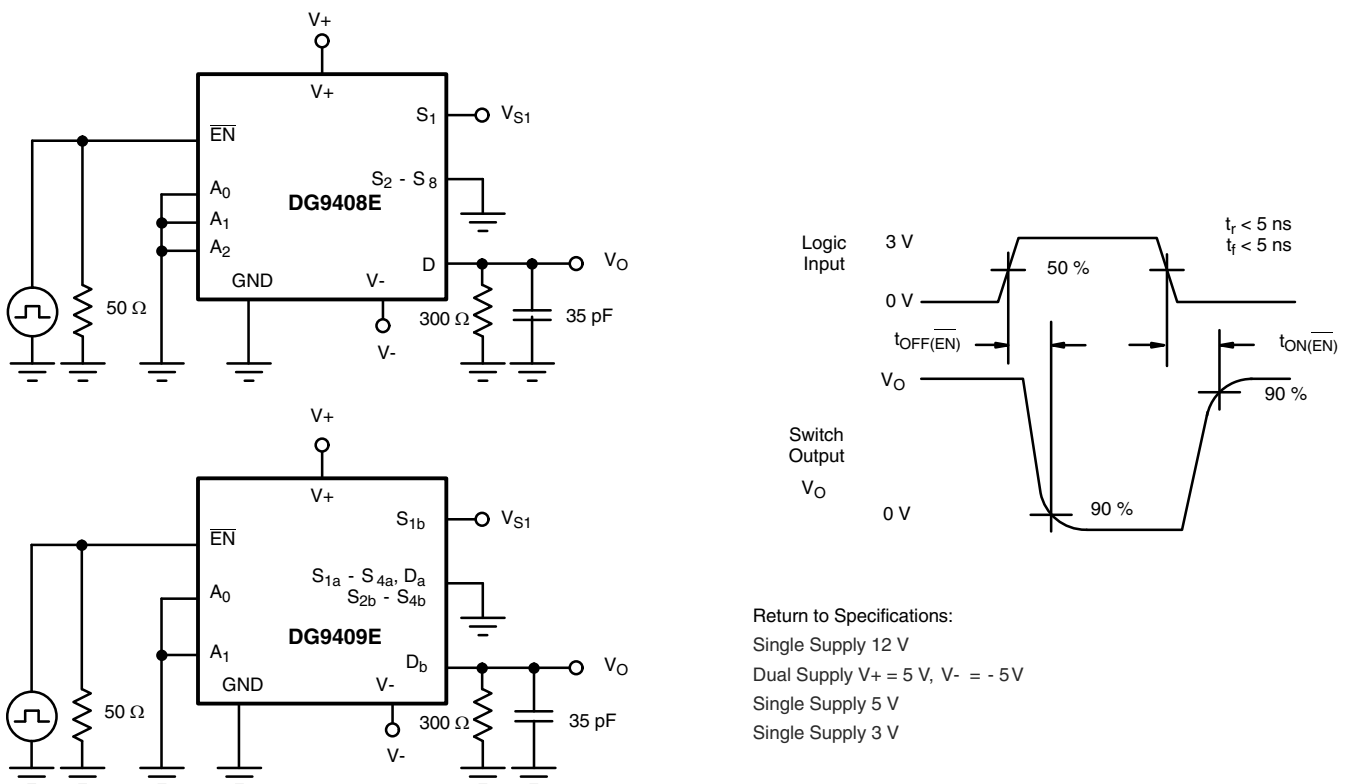 V+
V+
S1
VS1
EN
S2 - S8
A0
DG9408E
A1
A2
D
VO
GND
V-
50 Ω
300 Ω
35 pF
V-
V+
V+
S1b
VS1
EN
S1a - S4a, Da
S2b - S4b
A0
DG9409E
A1
Db
VO
GND
V-
50 Ω
300 Ω
35 pF
V-
Logic
Input
3 V
50 %
tr < 5 ns
tf < 5 ns
0 V
tOFF(EN)
tON(EN)
VO
90 %
Switch
Output
VO
0 V
90 %
Return to Specifications:
Single Supply 12 V
Dual Supply V+ = 5 V, V- = - 5 V
Single Supply 5 V
Single Supply 3 V